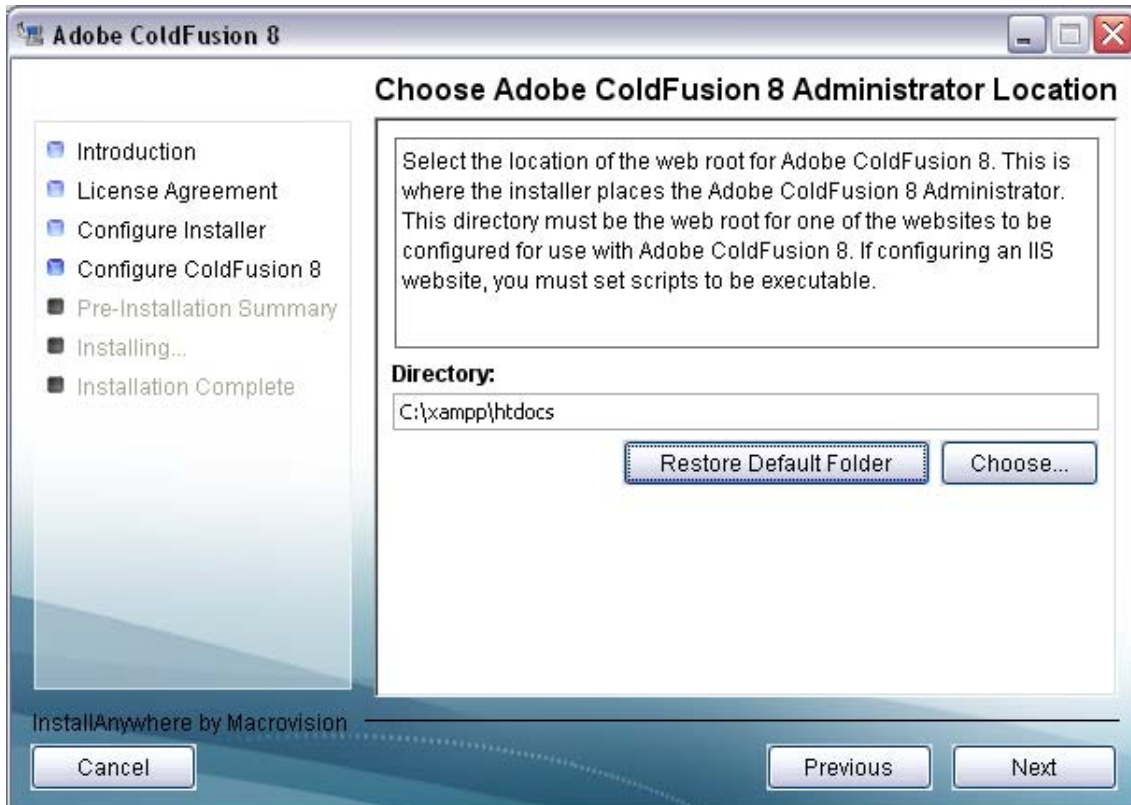 Adobe ColdFusion 8
Choose Adobe ColdFusion 8 Administrator Location
Introduction
License Agreement
Configure Installer
Configure ColdFusion 8
Pre-Installation Summary
Installing...
Installation Complete
Select the location of the web root for Adobe ColdFusion 8. This is
where the installer places the Adobe ColdFusion 8 Administrator.
This directory must be the web root for one of the websites to be
configured for use with Adobe ColdFusion 8. If configuring an IIS
website, you must set scripts to be executable.
Directory:
C:\xampp\htdocs
Restore Default Folder
Choose...
InstallAnywhere by Macrovision
Cancel
Previous
Next